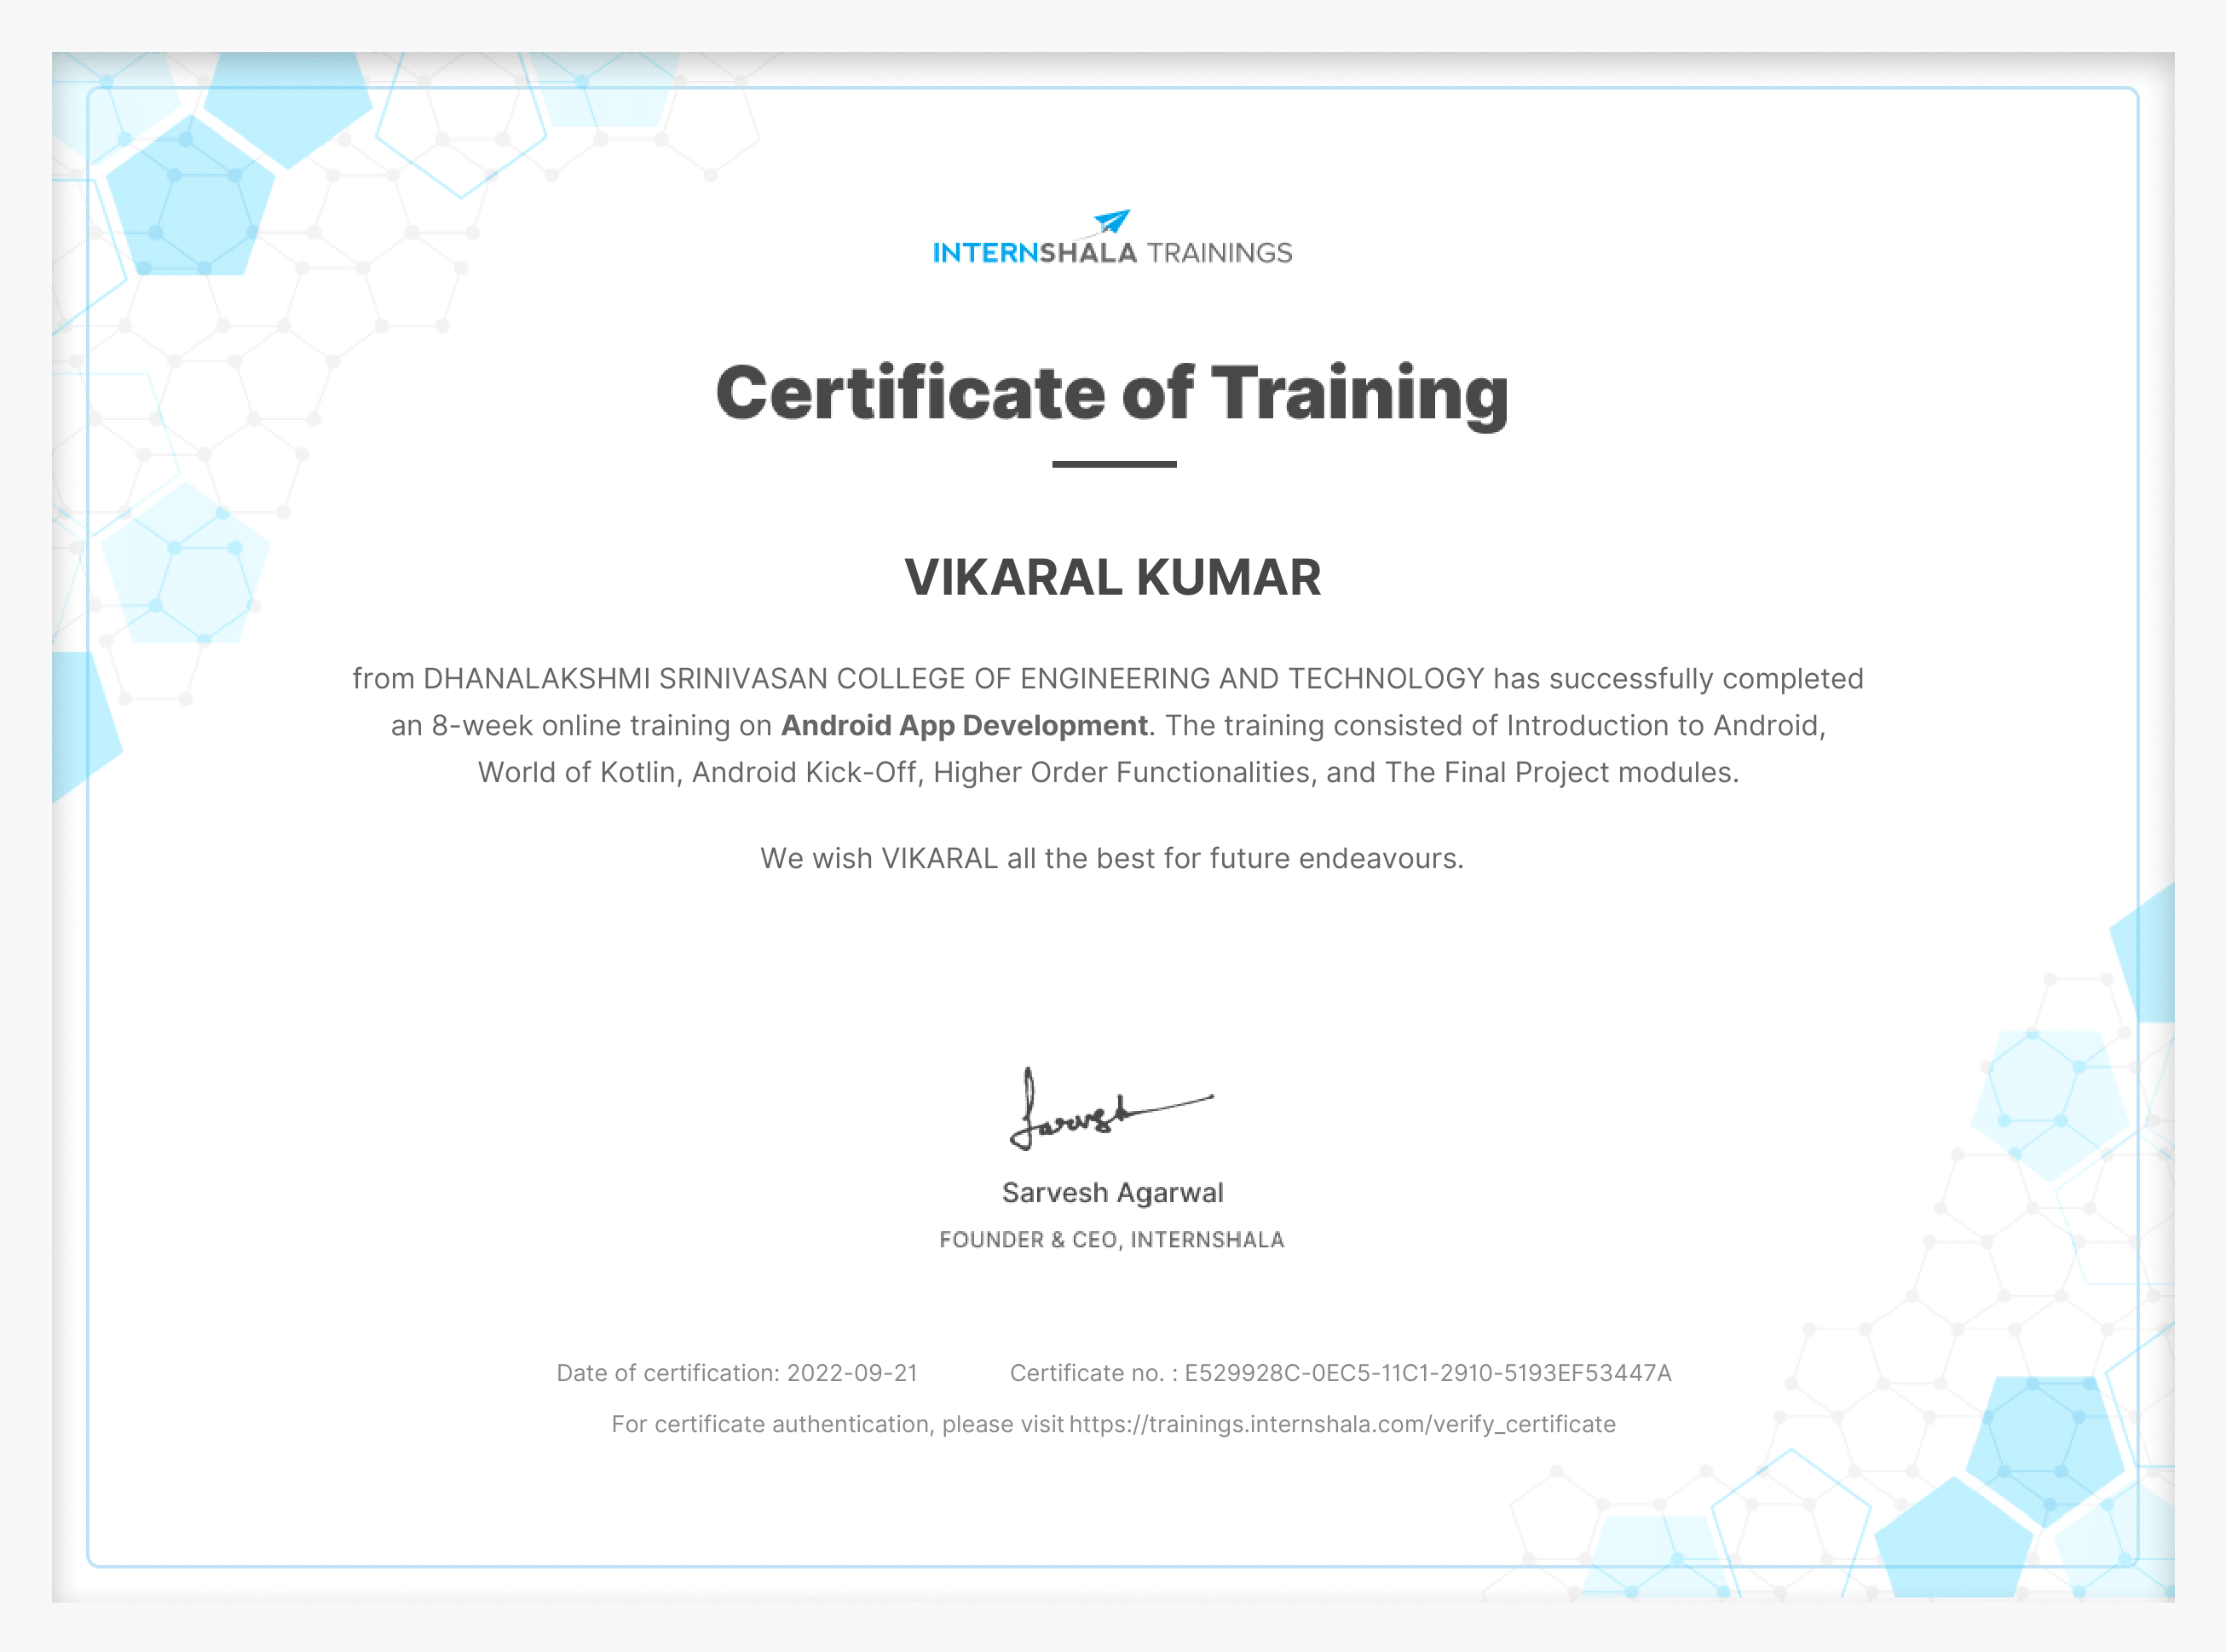 INTERNSHALA TRAININGS
Certificate of Training
VIKARAL KUMAR
from DHANALAKSHMI SRINIVASAN COLLEGE OF ENGINEERING AND TECHNOLOGY has successfully completed
an 8-week online training on Android App Development. The training consisted of Introduction to Android,
World of Kotlin, Android Kick-Off, Higher Order Functionalities, and The Final Project modules.
We wish VIKARAL all the best for future endeavours.
Sarvesh
Sarvesh Agarwal
FOUNDER & CEO, INTERNSHALA
Date of certification: 2022-09-21 Certificate no. : E529928C-0EC5-11C1-2910-5193EF53447A
For certificate authentication, please visit https://trainings.internshala.com/verify_certificate